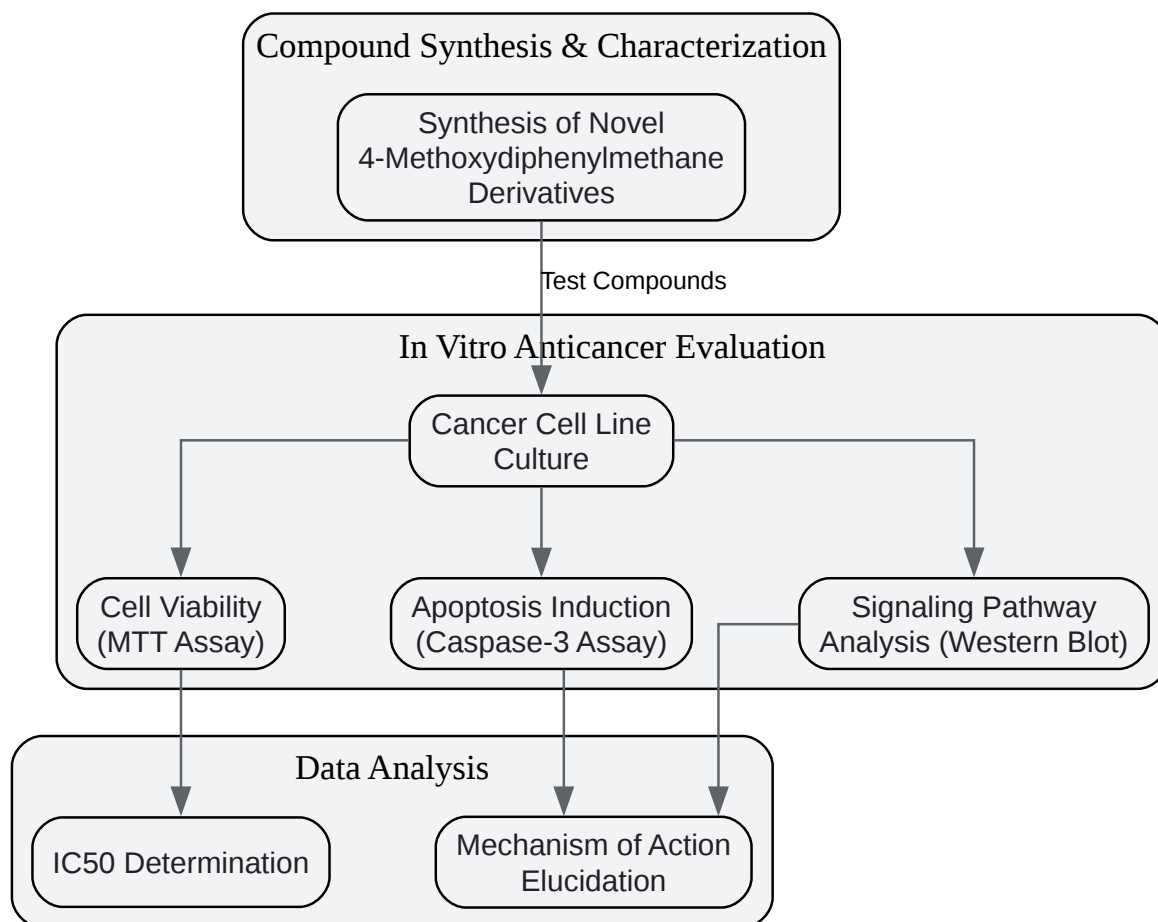 Compound Synthesis & Characterization
Synthesis of Novel
4-Methoxydiphenylmethane
Derivatives
Test Compounds
In Vitro Anticancer Evaluation
Cancer Cell Line
Culture
Cell Viability
(MTT Assay)
Apoptosis Induction
(Caspase-3 Assay)
Signaling Pathway
Analysis (Western Blot)
Data Analysis
IC50 Determination
Mechanism of Action
Elucidation